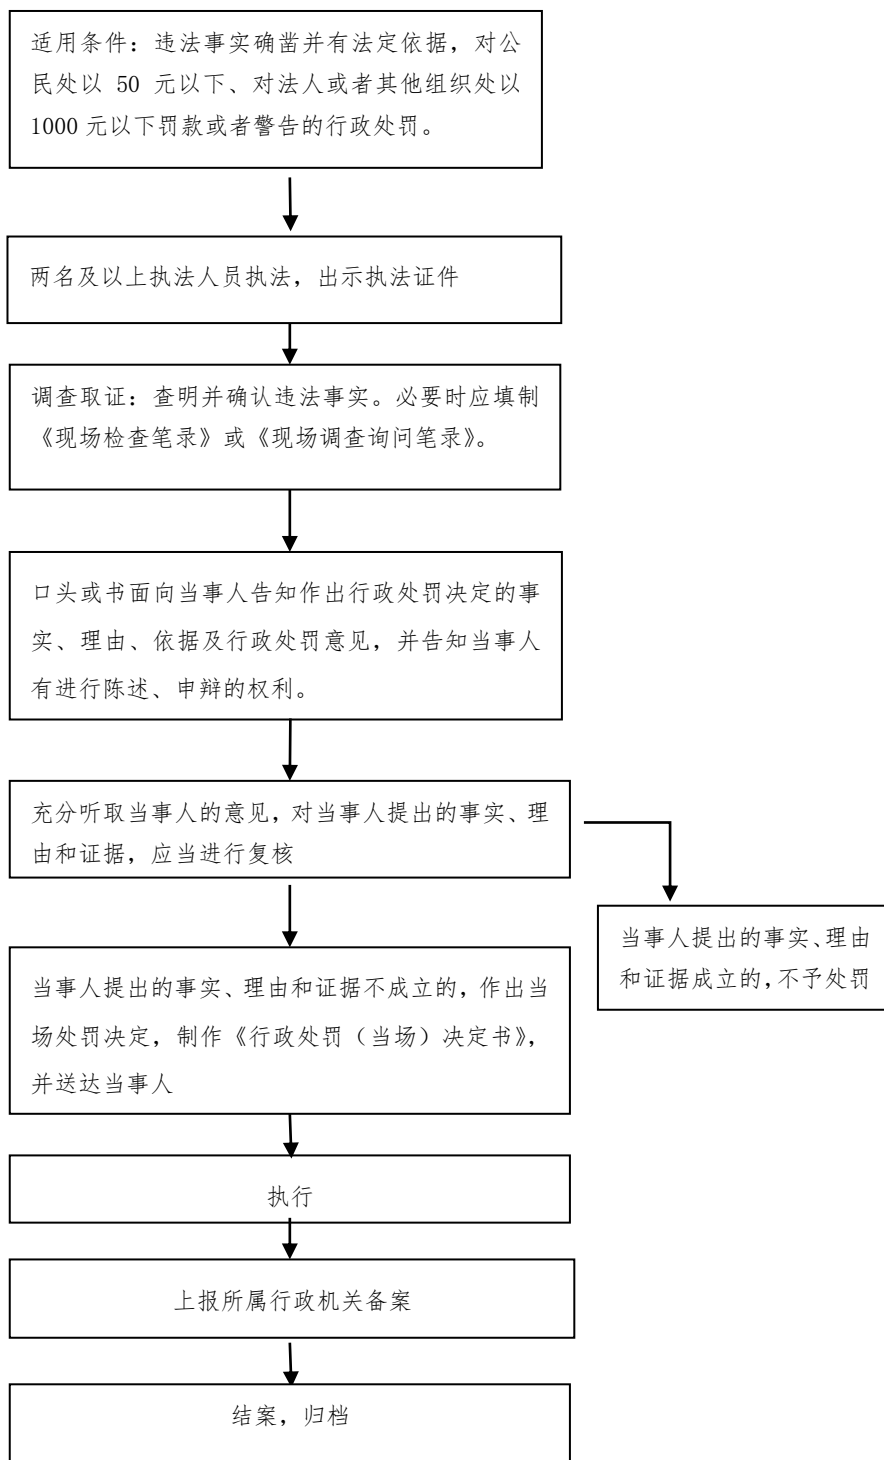 适用条件：违法事实确凿并有法定依据，对公
民处以 50 元以下、对法人或者其他组织处以
1000 元以下罚款或者警告的行政处罚。
两名及以上执法人员执法，出示执法证件
调查取证：查明并确认违法事实。必要时应填制
《现场检查笔录》或《现场调查询问笔录》。
口头或书面向当事人告知作出行政处罚决定的事
实、理由、依据及行政处罚意见，并告知当事人
有进行陈述、申辩的权利。
充分听取当事人的意见，对当事人提出的事实、理
由和证据，应当进行复核
当事人提出的事实、理由
和证据成立的，不予处罚
当事人提出的事实、理由和证据不成立的，作出当
场处罚决定，制作《行政处罚（当场）决定书》，
并送达当事人
执行
上报所属行政机关备案
结案，归档